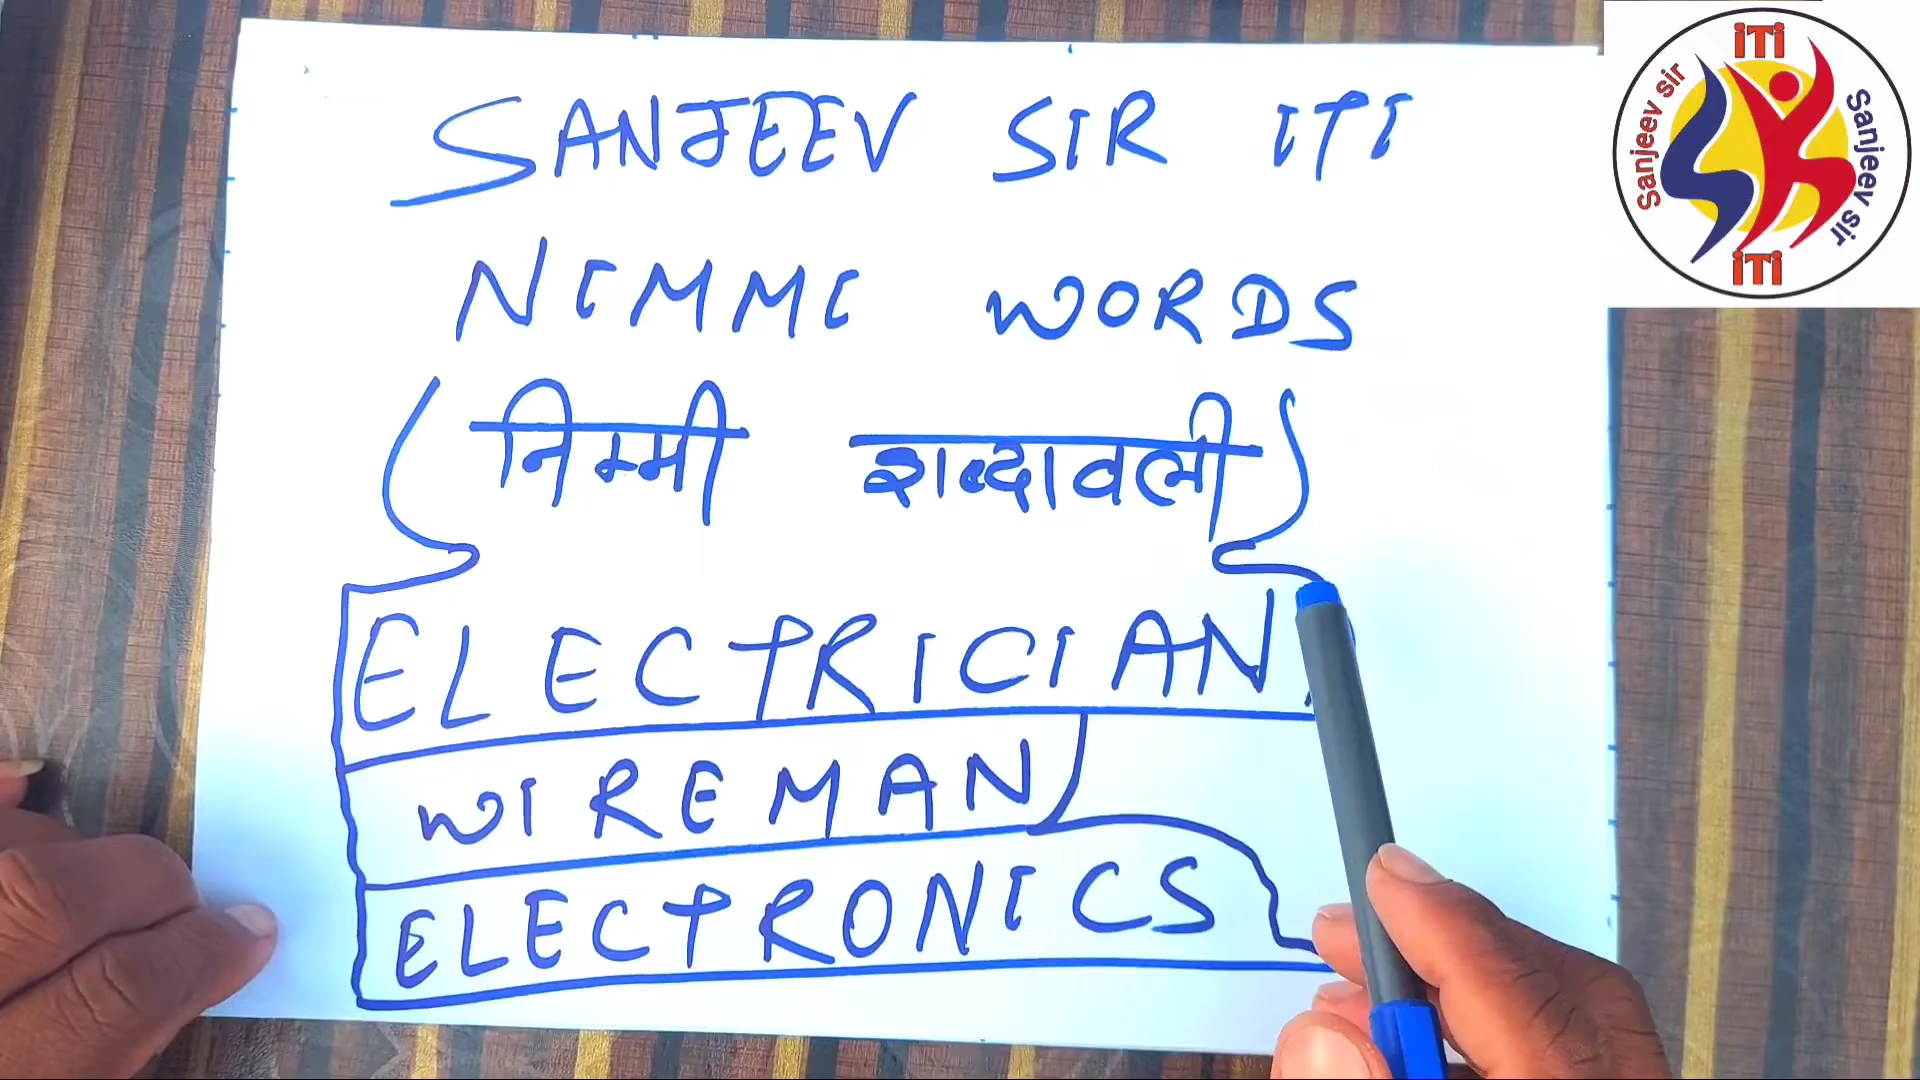 SANJEEV SIR ITI
NIMMI WORDS
(निम्मी शब्दावली)
ELECTRICIAN
WIREMAN
ELECTRONICS
iTi
Sanjeev sir
Sanjeev sir
iTi